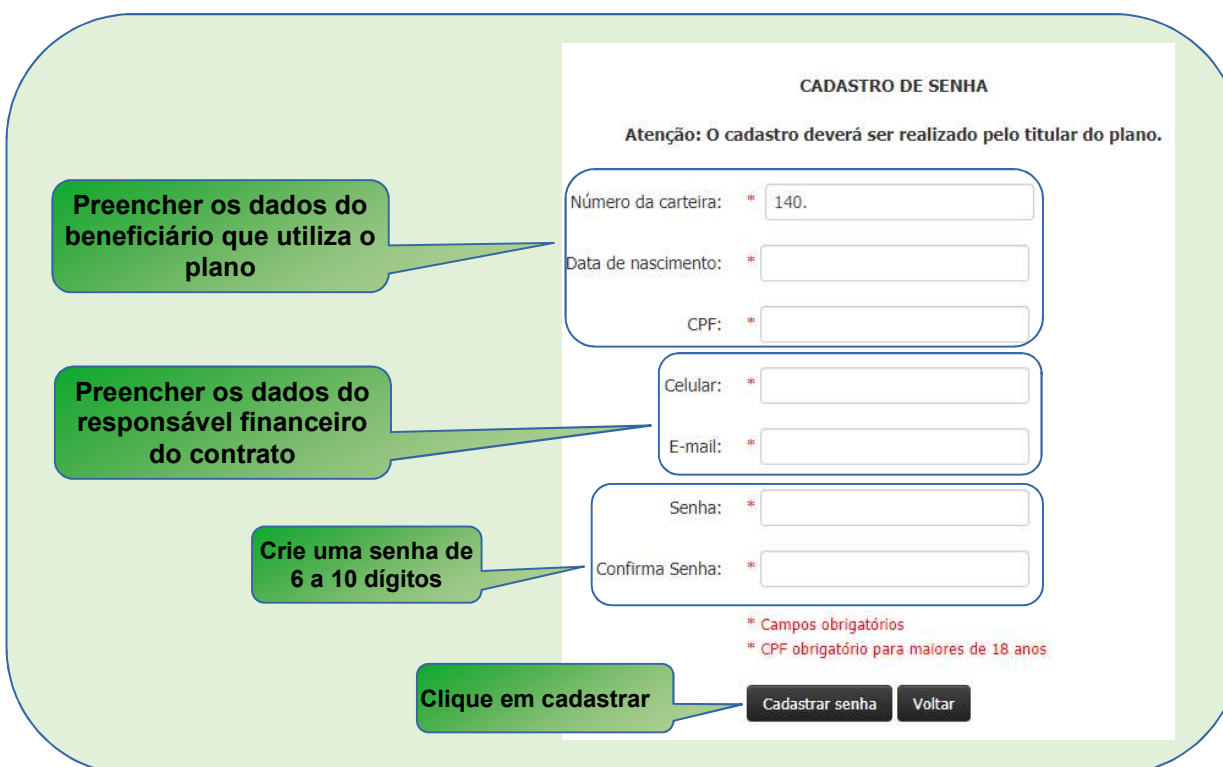 CADASTRO DE SENHA
Atenção: O cadastro deverá ser realizado pelo titular do plano.
Preencher os dados do
beneficiário que utiliza o
plano
Número da carteira: * 140.
Data de nascimento: *
CPF: *
Preencher os dados do
responsável financeiro
do contrato
Celular: *
E-mail: *
Crie uma senha de
6 a 10 dígitos
Senha: *
Confirma Senha: *
* Campos obrigatórios
* CPF obrigatório para maiores de 18 anos
Clique em cadastrar
Cadastrar senha Voltar